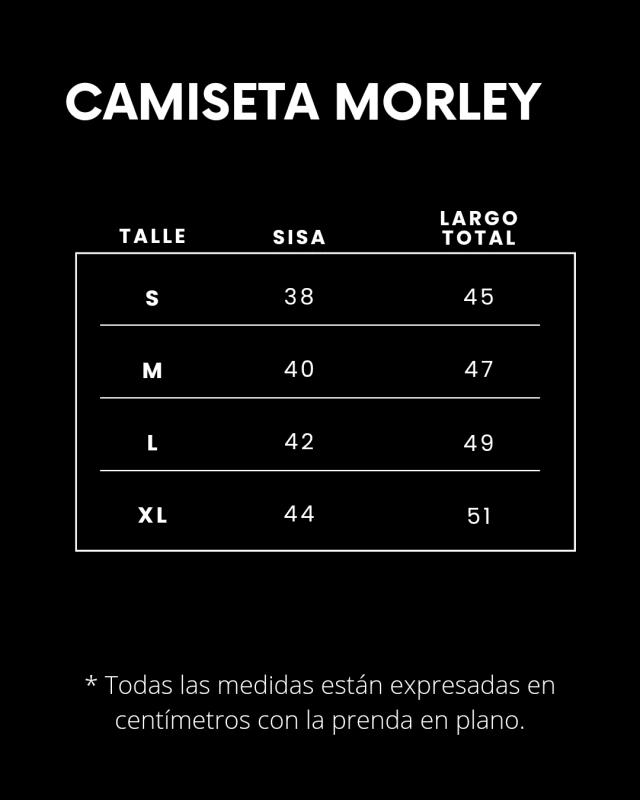 CAMISETA MORLEY
TALLE SISA LARGO TOTAL
S 38 45
M 40 47
L 42 49
XL 44 51
* Todas las medidas están expresadas en
centímetros con la prenda en plano.